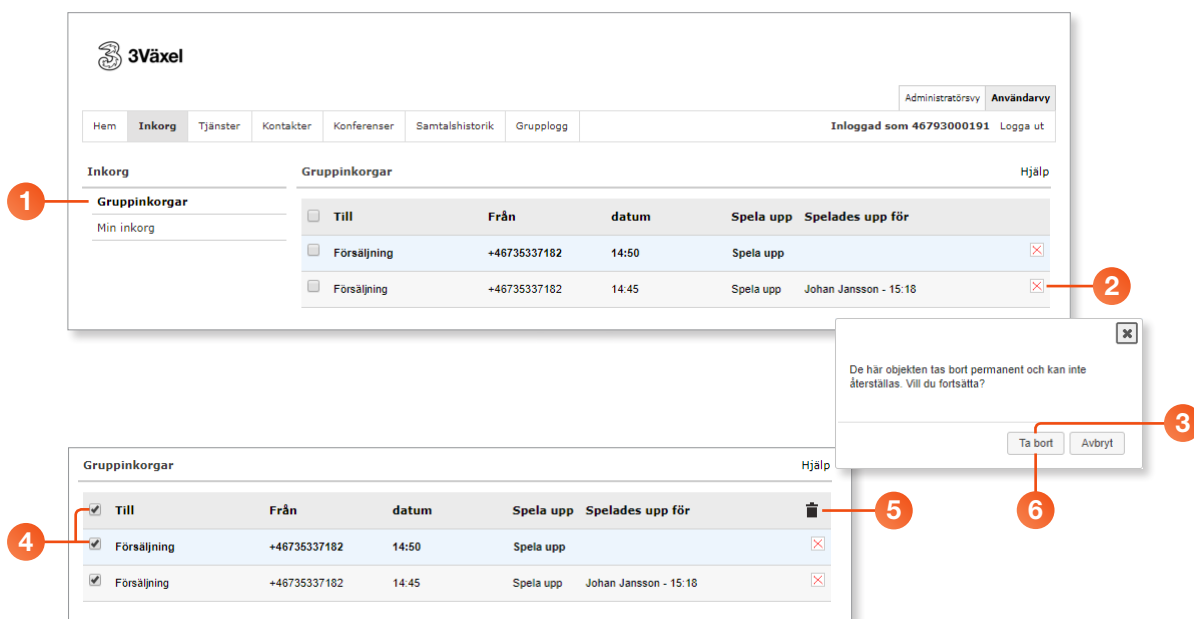 3Växel
Administratörsvy Användarvy
Hem Inkorg Tjänster Kontakter Konferenser Samtalshistorik Grupplogg Inloggad som 46793000191 Logga ut
Inkorg Gruppinkorgar Hjälp
1 Gruppinkorgar
Min inkorg
Till Från datum Spela upp Spelades upp för
Försäljning +46735337182 14:50 Spela upp
Försäljning +46735337182 14:45 Spela upp Johan Jansson - 15:18 2
De här objekten tas bort permanent och kan inte
återställas. Vill du fortsätta?
3
Ta bort Avbryt
6
Gruppinkorgar Hjälp
Till Från datum Spela upp Spelades upp för 5
4
Försäljning +46735337182 14:50 Spela upp
Försäljning +46735337182 14:45 Spela upp Johan Jansson - 15:18